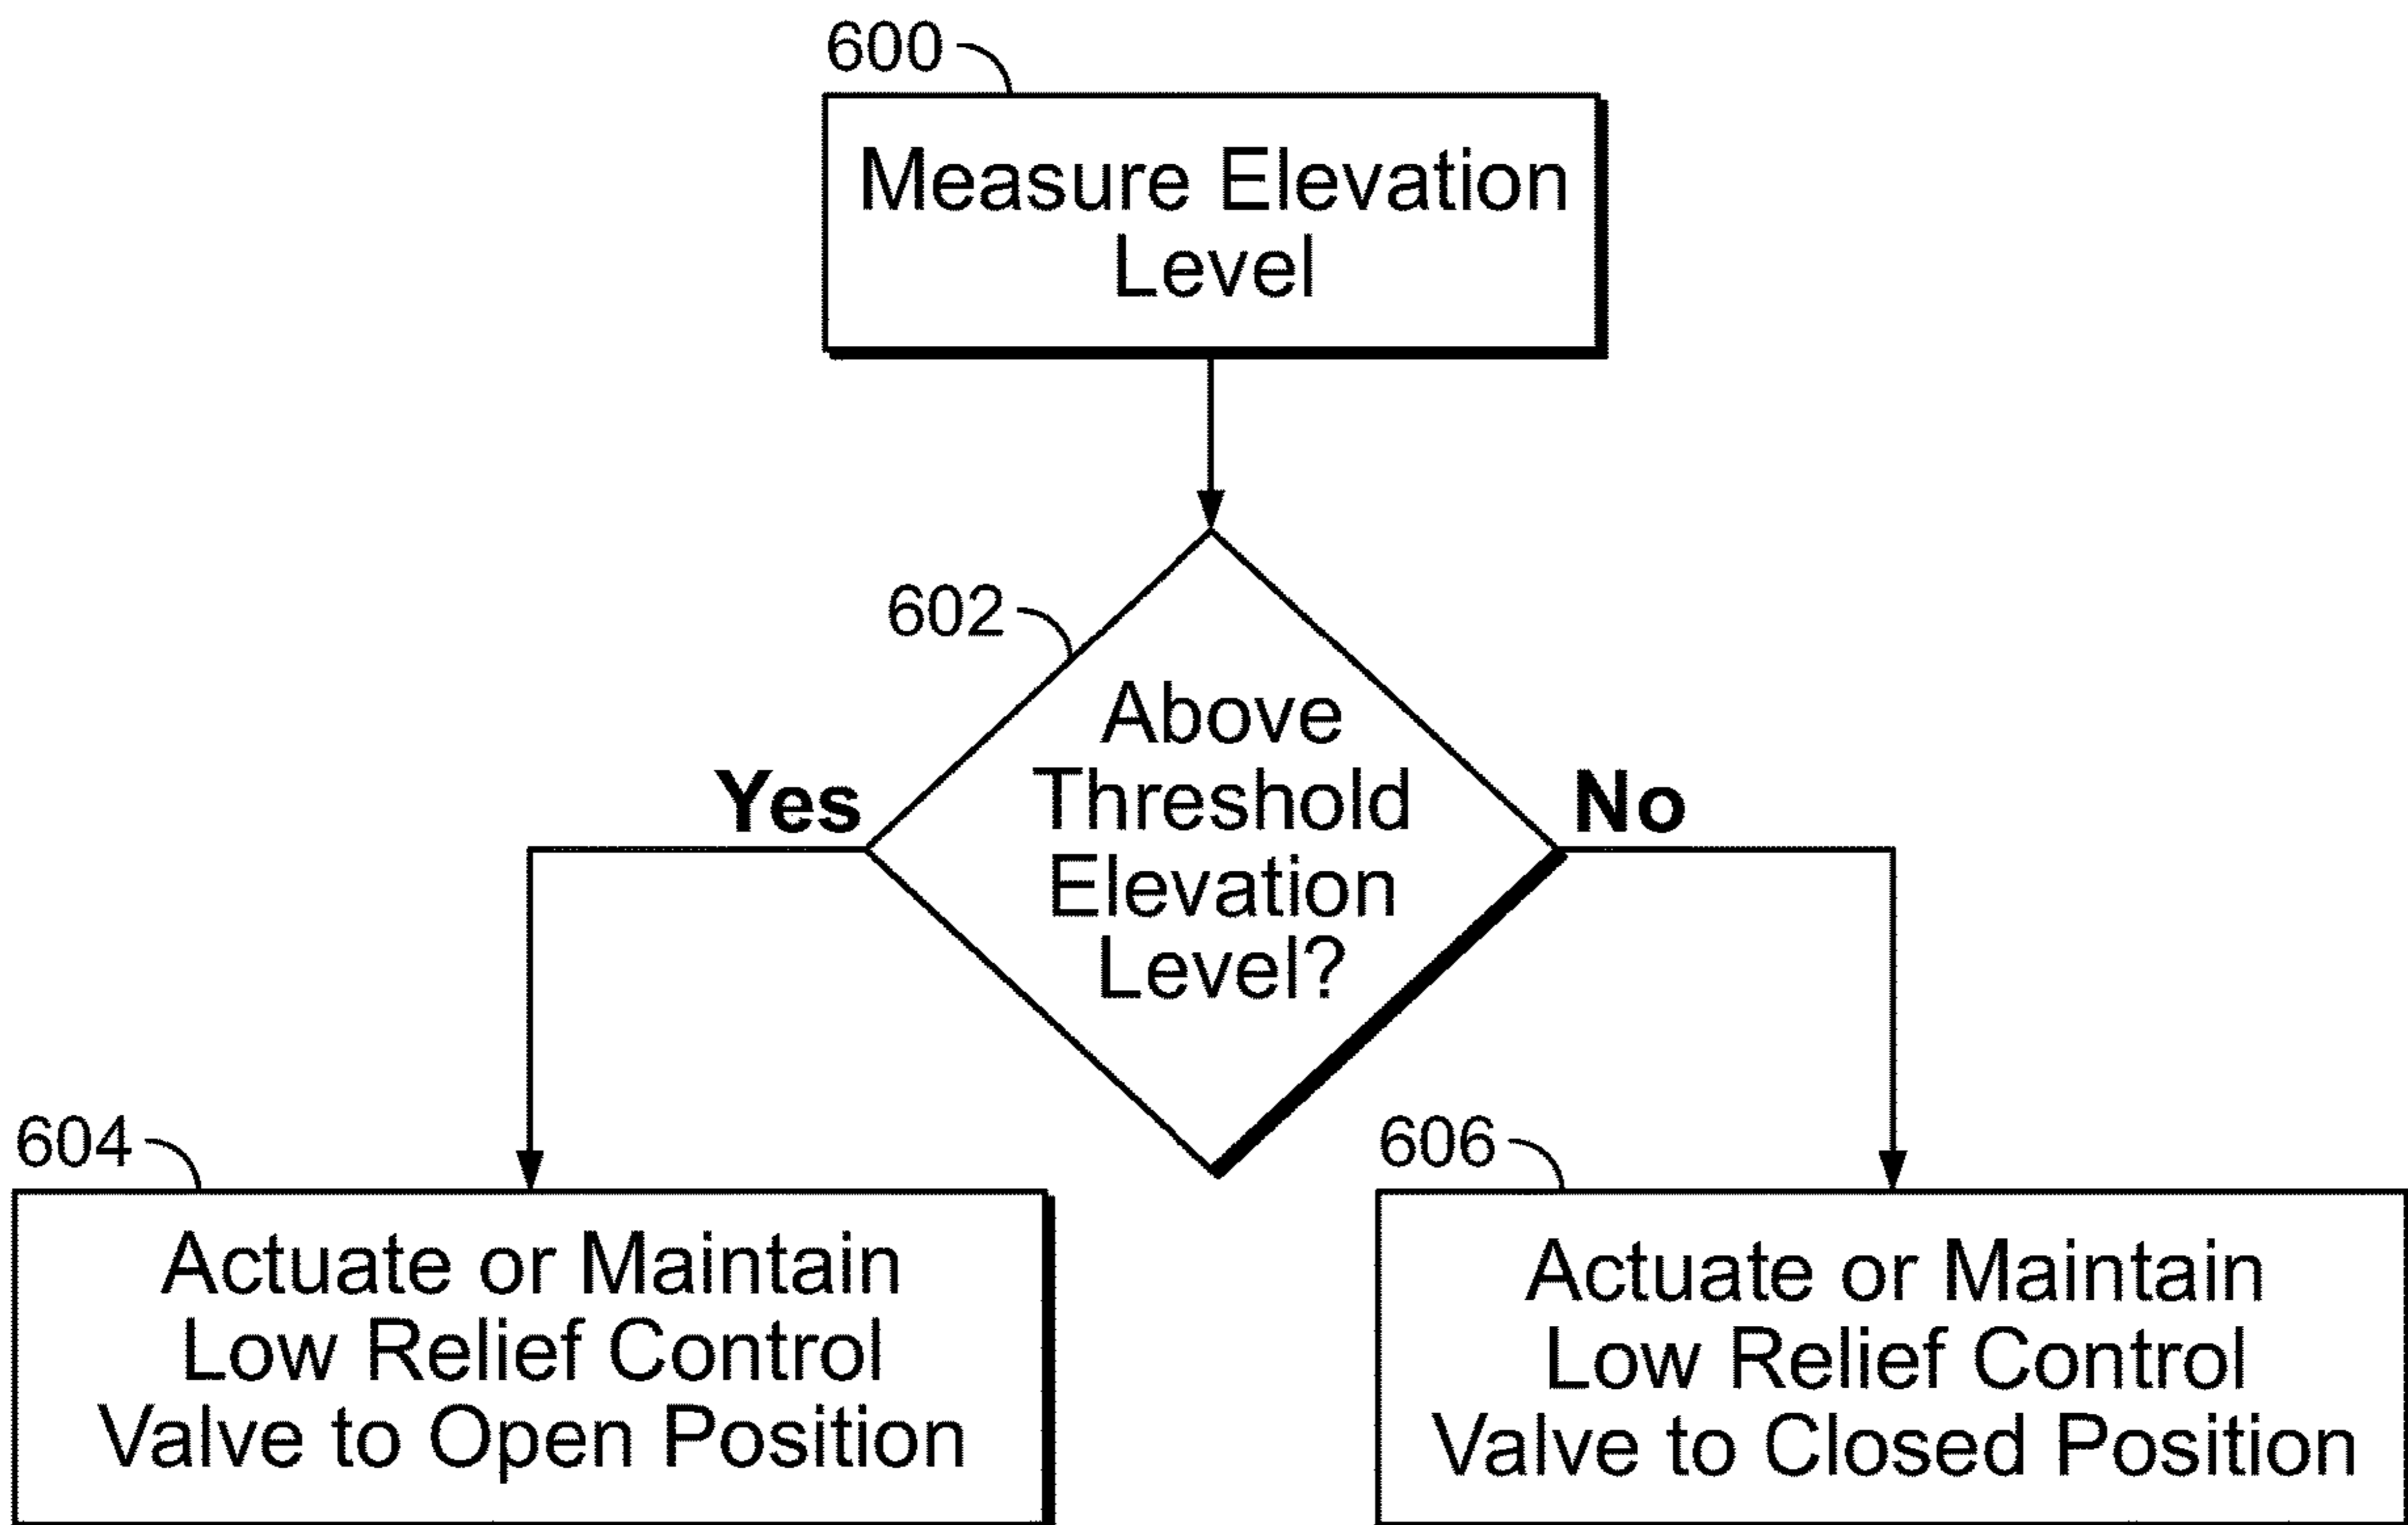 600
Measure Elevation
Level
602
Above
Threshold
Elevation
Level?
Yes
No
604
Actuate or Maintain
Low Relief Control
Valve to Open Position
606
Actuate or Maintain
Low Relief Control
Valve to Closed Position